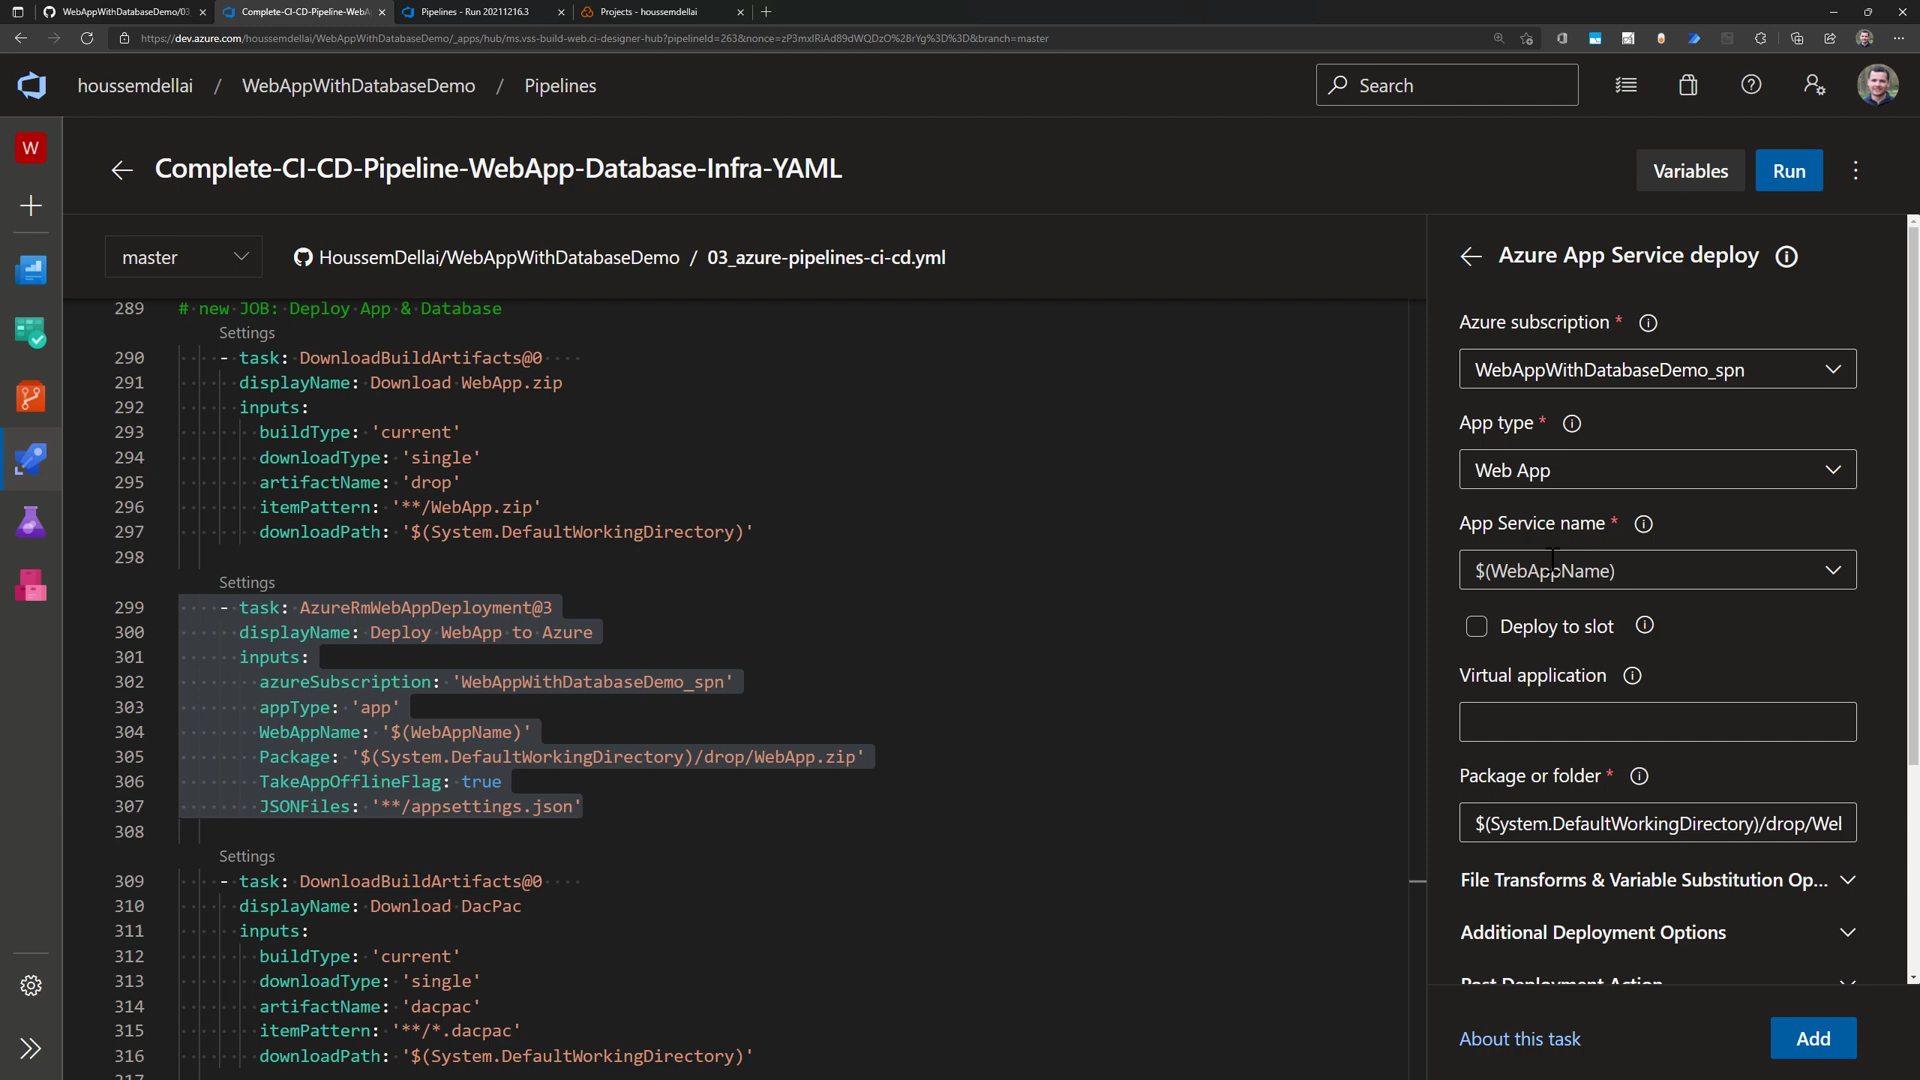 WebAppWithDatabaseDemo/03_
Complete-CI-CD-Pipeline-WebAp
Pipelines - Run 20211216.3
Projects - houssemdellai
https://dev.azure.com/houssemdellai/WebAppWithDatabaseDemo/_apps/hub/ms.vss-build-web.ci-designer-hub?pipelineId=263&nonce=zP3mxIRiAd89dWQDzO%2BrYg%3D%3D&branch=master
houssemdellai / WebAppWithDatabaseDemo / Pipelines
Search
W
Complete-CI-CD-Pipeline-WebApp-Database-Infra-YAML
Variables
Run
master
HoussemDellai/WebAppWithDatabaseDemo / 03_azure-pipelines-ci-cd.yml
289 # new JOB: Deploy App & Database
Settings
290 - task: DownloadBuildArtifacts@0
291 displayName: Download WebApp.zip
292 inputs:
293 buildType: 'current'
294 downloadType: 'single'
295 artifactName: 'drop'
296 itemPattern: '**/WebApp.zip'
297 downloadPath: '$(System.DefaultWorkingDirectory)'
298
Settings
299 - task: AzureRmWebAppDeployment@3
300 displayName: Deploy WebApp to Azure
301 inputs:
302 azureSubscription: 'WebAppWithDatabaseDemo_spn'
303 appType: 'app'
304 WebAppName: '$(WebAppName)'
305 Package: '$(System.DefaultWorkingDirectory)/drop/WebApp.zip'
306 TakeAppOfflineFlag: true
307 JSONFiles: '**/appsettings.json'
308
Settings
309 - task: DownloadBuildArtifacts@0
310 displayName: Download DacPac
311 inputs:
312 buildType: 'current'
313 downloadType: 'single'
314 artifactName: 'dacpac'
315 itemPattern: '**/*.dacpac'
316 downloadPath: '$(System.DefaultWorkingDirectory)'
317
Azure App Service deploy
Azure subscription *
WebAppWithDatabaseDemo_spn
App type *
Web App
App Service name *
$(WebAppName)
Deploy to slot
Virtual application
Package or folder *
$(System.DefaultWorkingDirectory)/drop/Wel
File Transforms & Variable Substitution Op...
Additional Deployment Options
Post Deployment Action
About this task
Add